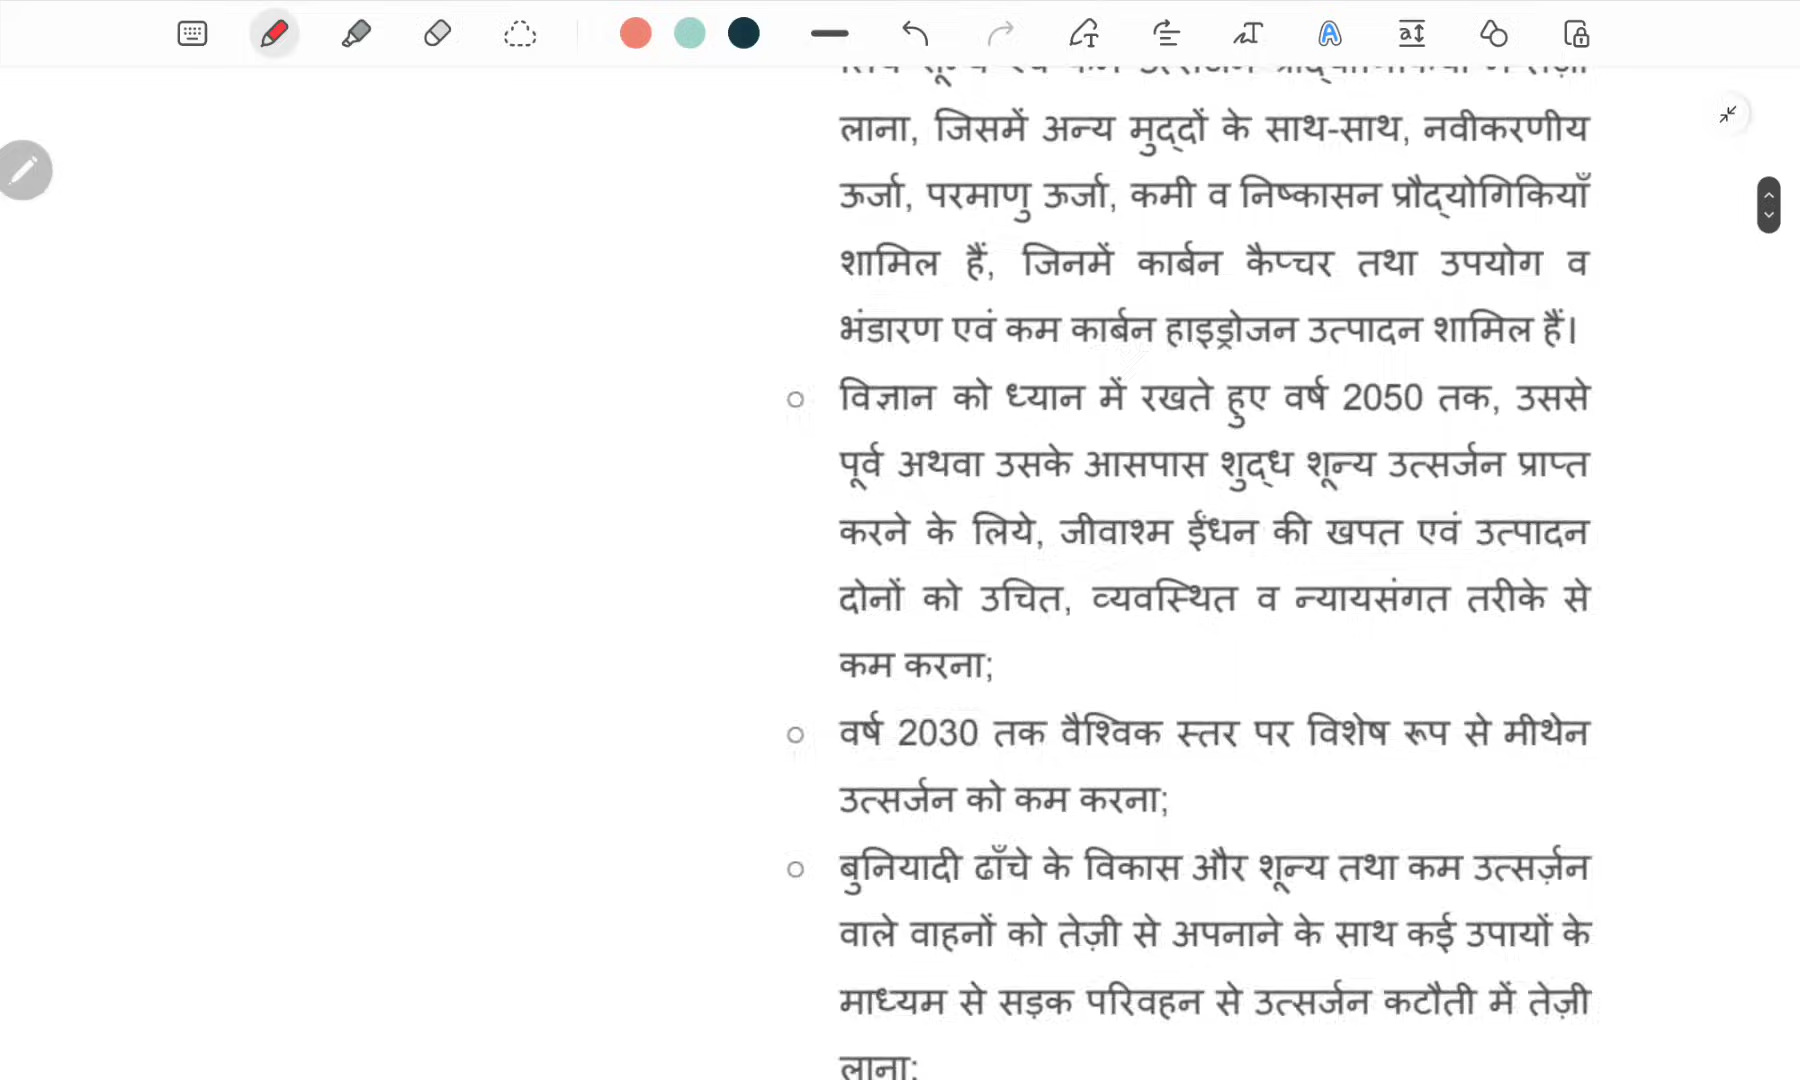 लाना, जिसमें अन्य मुद्दों के साथ-साथ, नवीकरणीय
ऊर्जा, परमाणु ऊर्जा, कमी व निष्कासन प्रौद्योगिकियाँ
शामिल हैं, जिनमें कार्बन कैप्चर तथा उपयोग व
भंडारण एवं कम कार्बन हाइड्रोजन उत्पादन शामिल हैं।
विज्ञान को ध्यान में रखते हुए वर्ष 2050 तक, उससे
पूर्व अथवा उसके आसपास शुद्ध शून्य उत्सर्जन प्राप्त
करने के लिये, जीवाश्म ईंधन की खपत एवं उत्पादन
दोनों को उचित, व्यवस्थित व न्यायसंगत तरीके से
कम करना;
वर्ष 2030 तक वैश्विक स्तर पर विशेष रूप से मीथेन
उत्सर्जन को कम करना;
बुनियादी ढाँचे के विकास और शून्य तथा कम उत्सर्ज़न
वाले वाहनों को तेज़ी से अपनाने के साथ कई उपायों के
माध्यम से सड़क परिवहन से उत्सर्जन कटौती में तेज़ी
लाना;